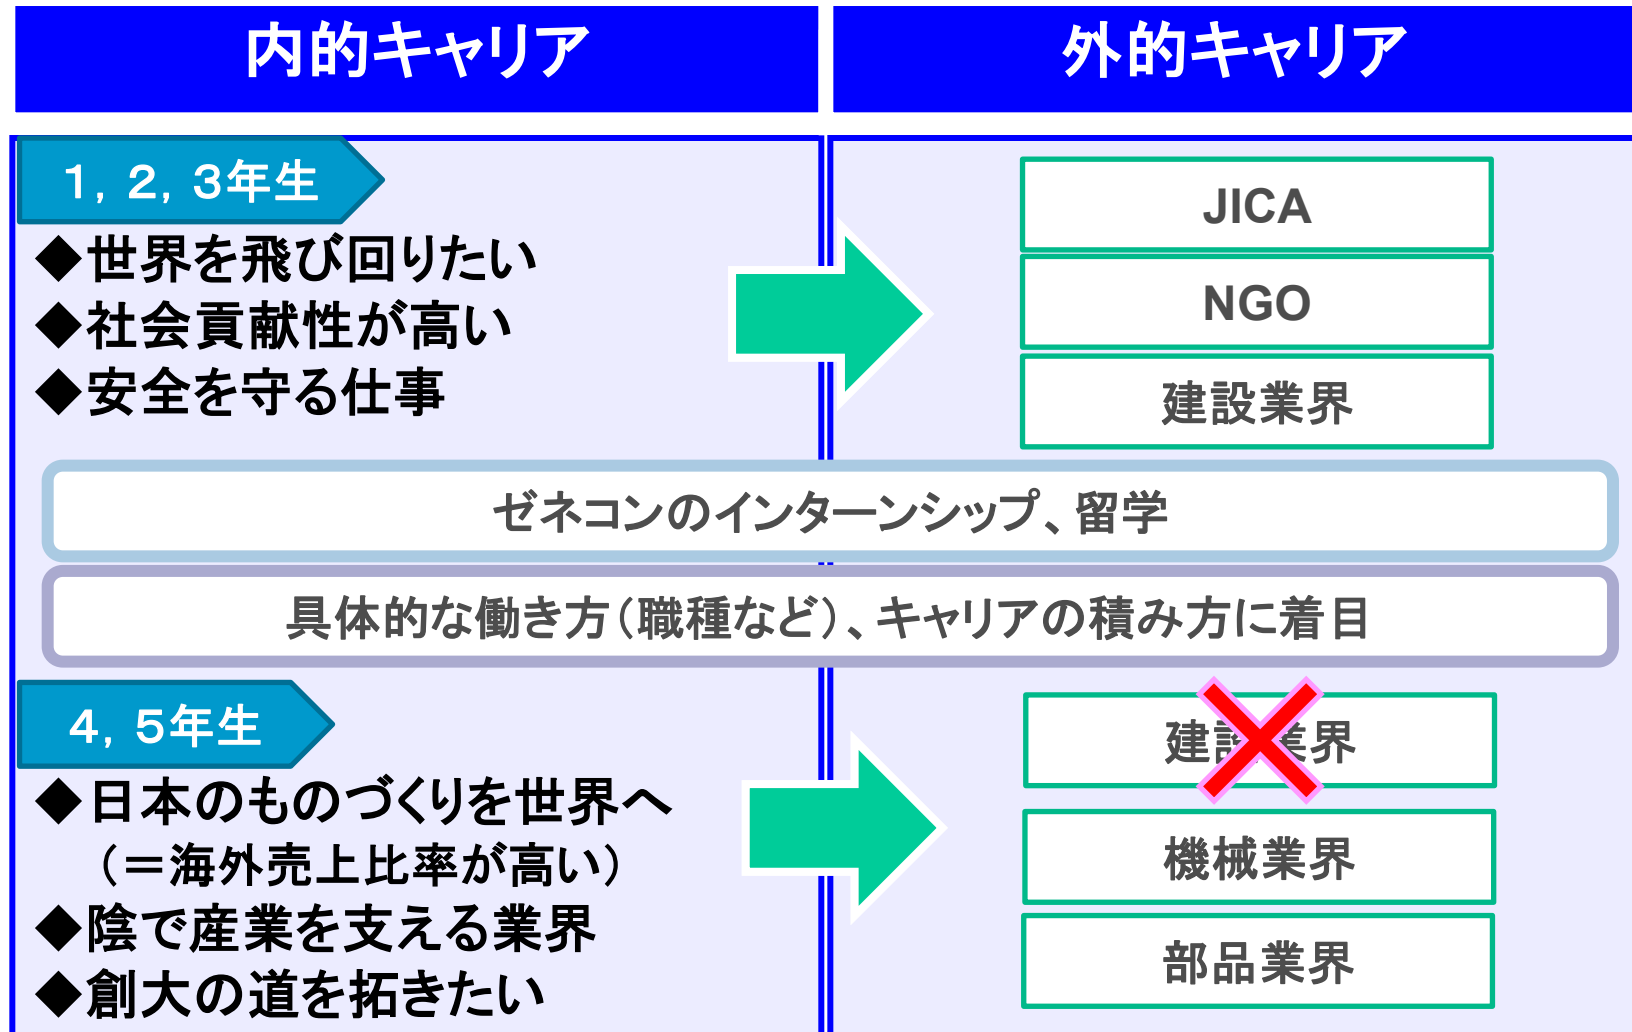 内的キャリア
外的キャリア
１，２，３年生
◆世界を飛び回りたい
◆社会貢献性が高い
◆安全を守る仕事
JICA
NGO
建設業界
ゼネコンのインターンシップ、留学
具体的な働き方（職種など）、キャリアの積み方に着目
４，５年生
◆日本のものづくりを世界へ
（＝海外売上比率が高い）
◆陰で産業を支える業界
◆創大の道を拓きたい
建設業界
機械業界
部品業界